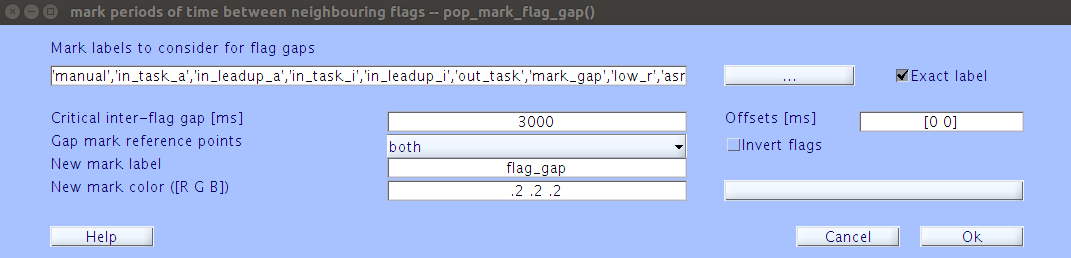 mark periods of time between neighbouring flags -- pop_mark_flag_gap()
Mark labels to consider for flag gaps
'manual','in_task_a','in_leadup_a','in_task_i','in_leadup_i','out_task','mark_gap','low_r','asr
... Exact label
Critical inter-flag gap [ms] 3000 Offsets [ms] [0 0]
Gap mark reference points both Invert flags
New mark label flag_gap
New mark color ([R G B]) .2 .2 .2
Help Cancel Ok